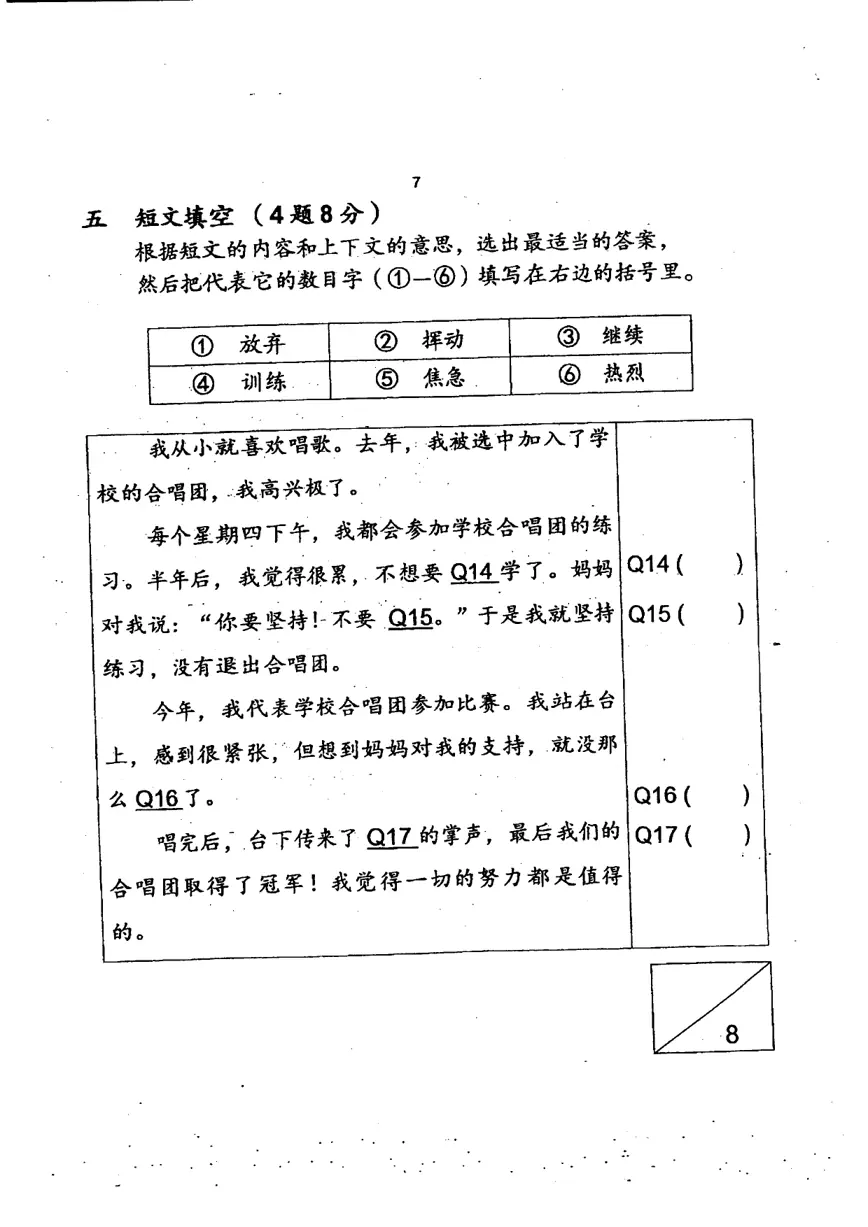 7
五 短文填空（4题8分）
根据短文的内容和上下文的意思，选出最适当的答案，
然后把代表它的数目字（①—⑥）填写在右边的括号里。
① 放弃 ② 挥动 ③ 继续
④ 训练 ⑤ 焦急 ⑥ 热烈
我从小就喜欢唱歌。去年，我被选中加入了学
校的合唱团，我高兴极了。
每个星期四下午，我都会参加学校合唱团的练
习。半年后，我觉得很累，不想要 Q14 学了。妈妈 Q14 ( )
对我说：“你要坚持！不要 Q15。”于是我就坚持 Q15 ( )
练习，没有退出合唱团。
今年，我代表学校合唱团参加比赛。我站在台
上，感到很紧张，但想到妈妈对我的支持，就没那
么 Q16 了。 Q16 ( )
唱完后，台下传来了 Q17 的掌声，最后我们的 Q17 ( )
合唱团取得了冠军！我觉得一切的努力都是值得
的。
8